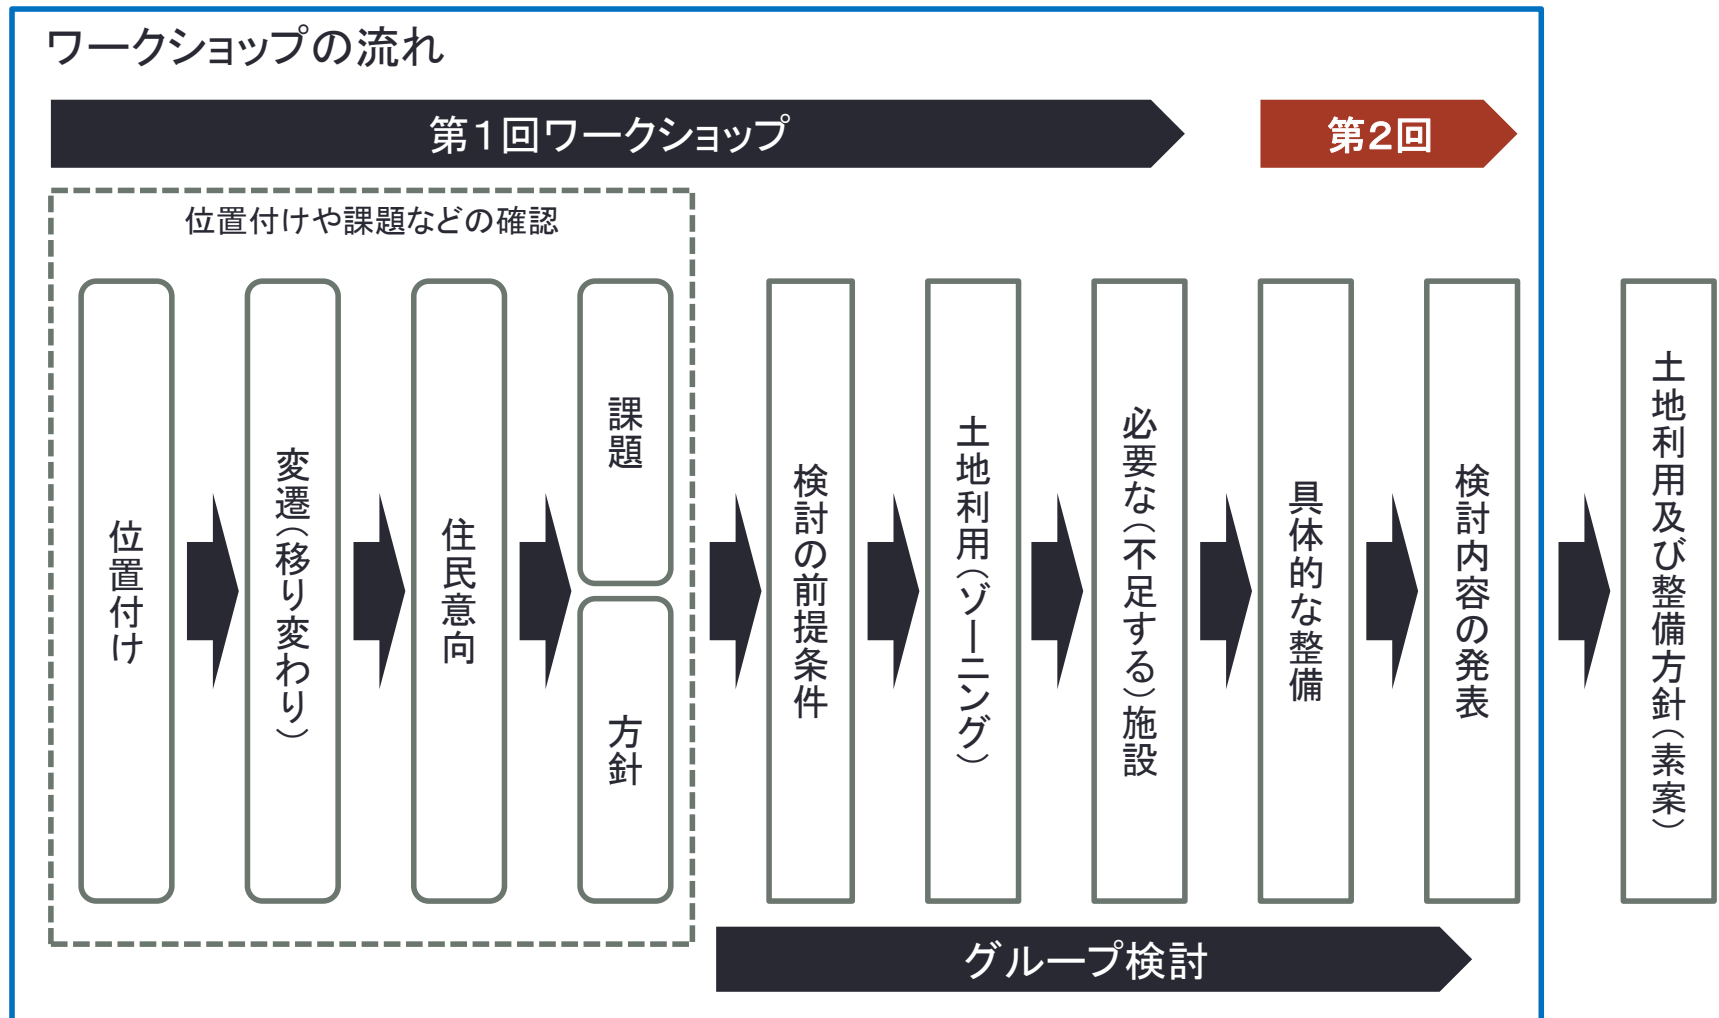 ワークショップの流れ
第1回ワークショップ
第2回
位置付けや課題などの確認
位置付け
変遷(移り変わり)
住民意向
課題
方針
検討の前提条件
土地利用(ゾーニング)
必要な(不足する)施設
具体的な整備
検討内容の発表
土地利用及び整備方針(素案)
グループ検討